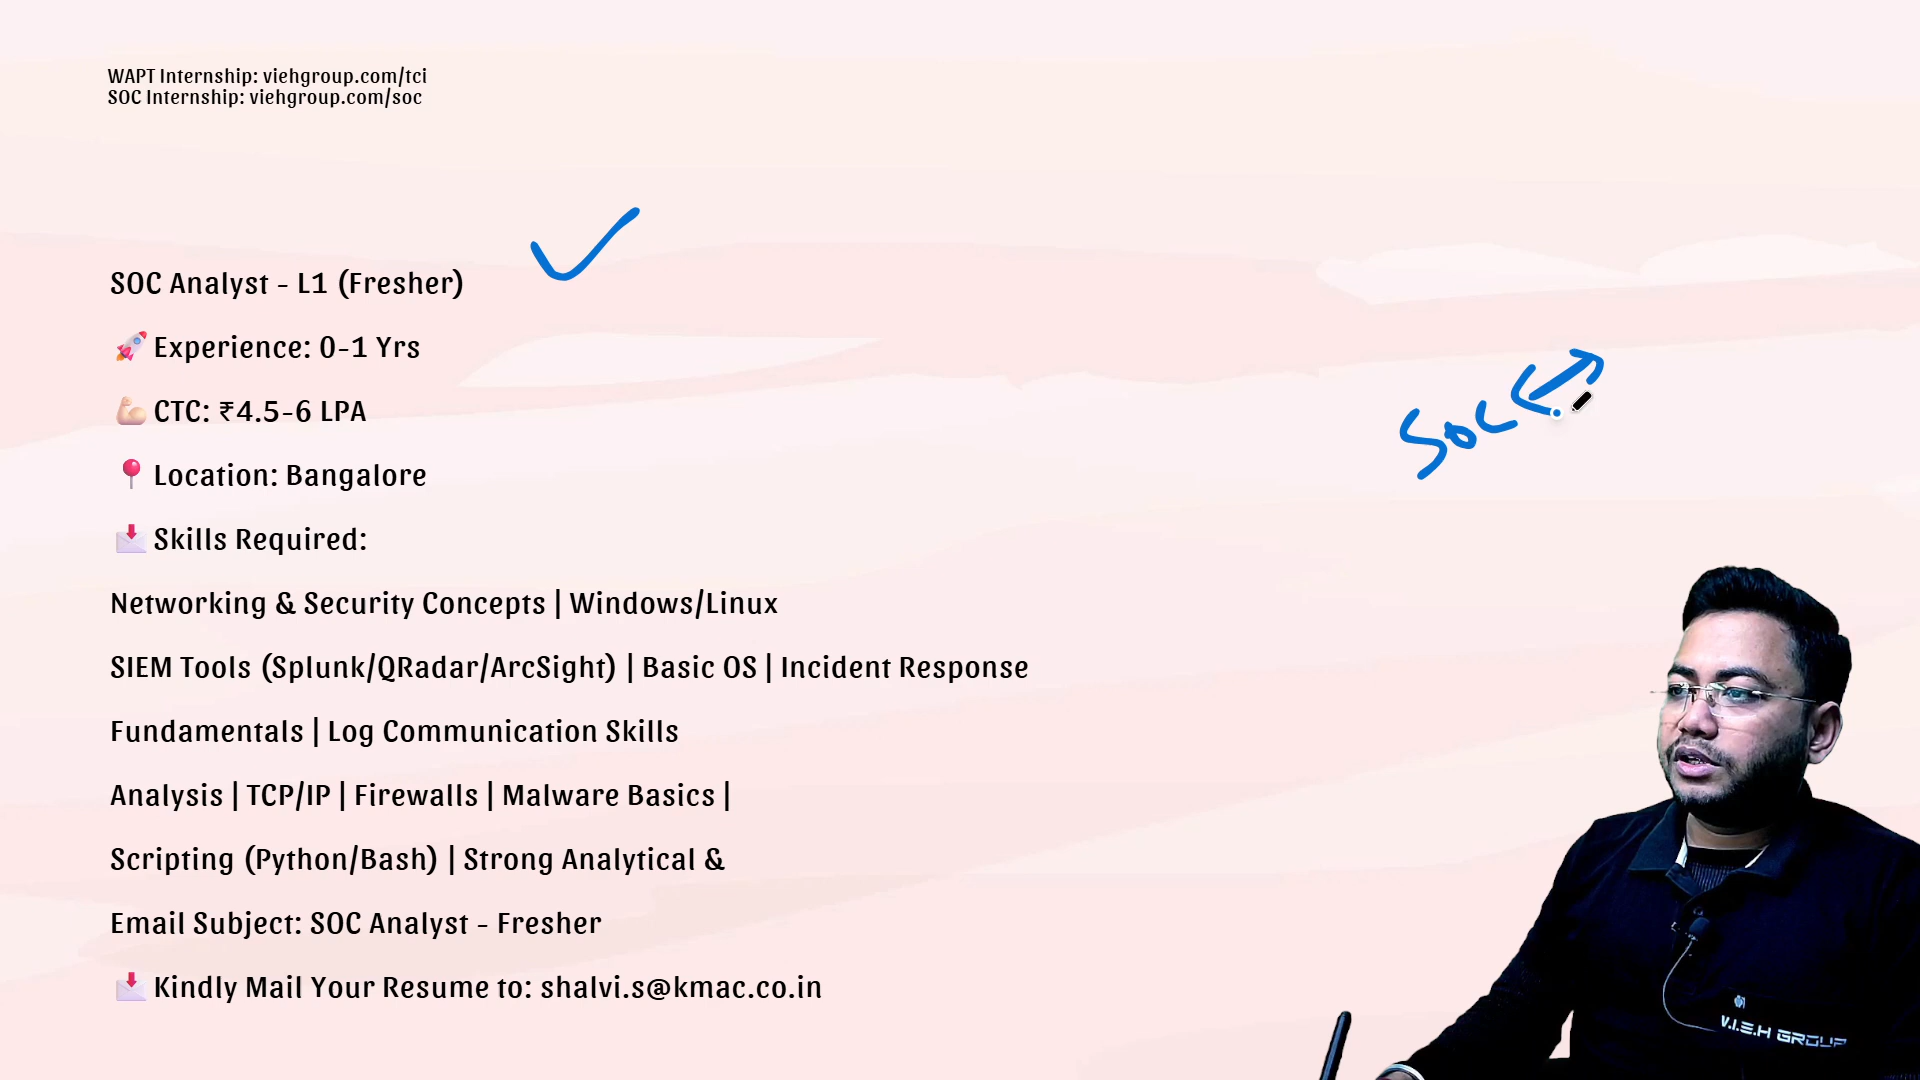 WAPT Internship: viehgroup.com/tci
SOC Internship: viehgroup.com/soc
SOC Analyst - L1 (Fresher)
🚀 Experience: 0-1 Yrs
💪🏻 CTC: ₹4.5-6 LPA
📍 Location: Bangalore
📩 Skills Required:
Networking & Security Concepts | Windows/Linux
SIEM Tools (Splunk/QRadar/ArcSight) | Basic OS | Incident Response
Fundamentals | Log Communication Skills
Analysis | TCP/IP | Firewalls | Malware Basics |
Scripting (Python/Bash) | Strong Analytical &
Email Subject: SOC Analyst - Fresher
📩 Kindly Mail Your Resume to: shalvi.s@kmac.co.in
SOC
V.I.E.H GROUP